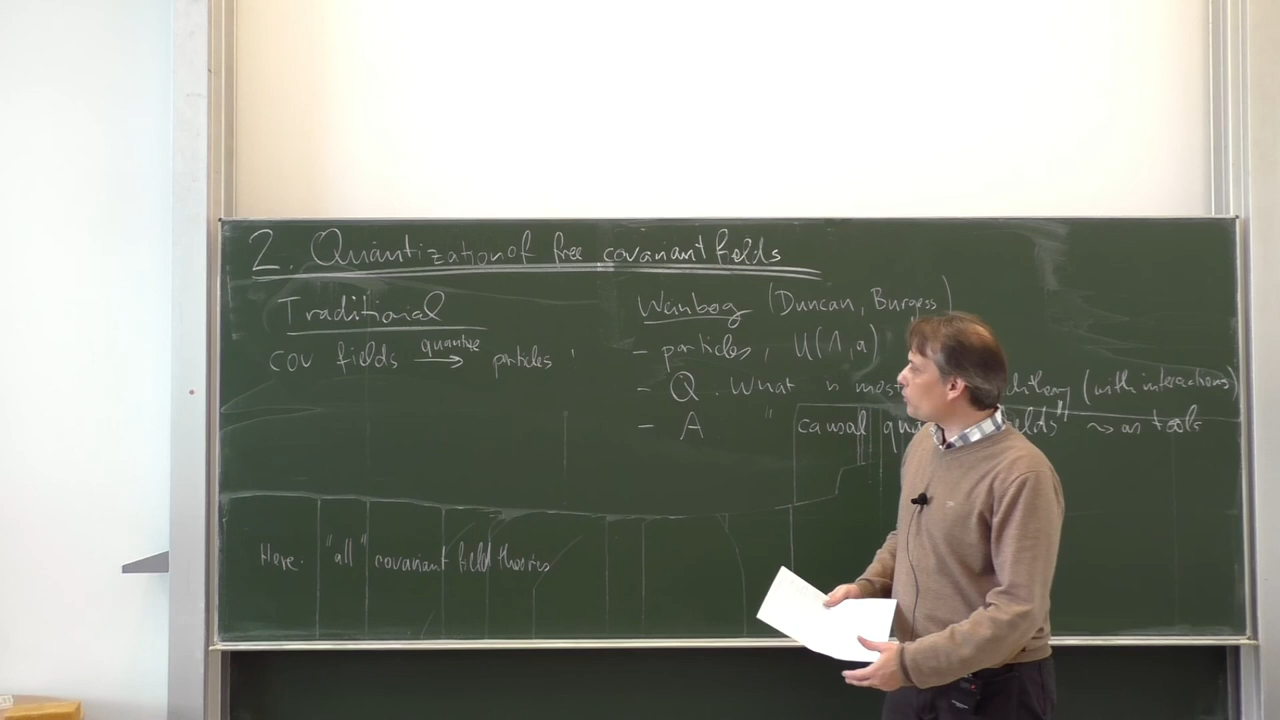 2. Quantization of free covariant fields
Traditional
cov fields quantize → particles
Weinberg (Duncan, Burgess)
- particles, U(Λ,a)
- Q. What is most (with interactions)
- A " causal fields" ⇝ as tools
Here: "all" covariant field theories